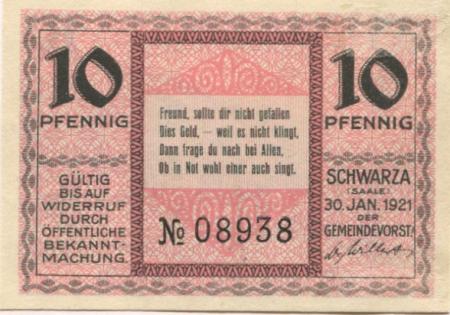 10
PFENNIG
GÜLTIG
BIS AUF
WIDERRUF
DURCH
ÖFFENTLICHE
BEKANNT-
MACHUNG.
Freund, sollte dir nicht gefallen
Dies Geld, — weil es nicht klingt,
Dann frage du nach bei Allen,
Ob in Not wohl einer auch singt.
№ 08938
10
PFENNIG
SCHWARZA
(SAALE)
30. JAN. 1921
DER
GEMEINDEVORST.